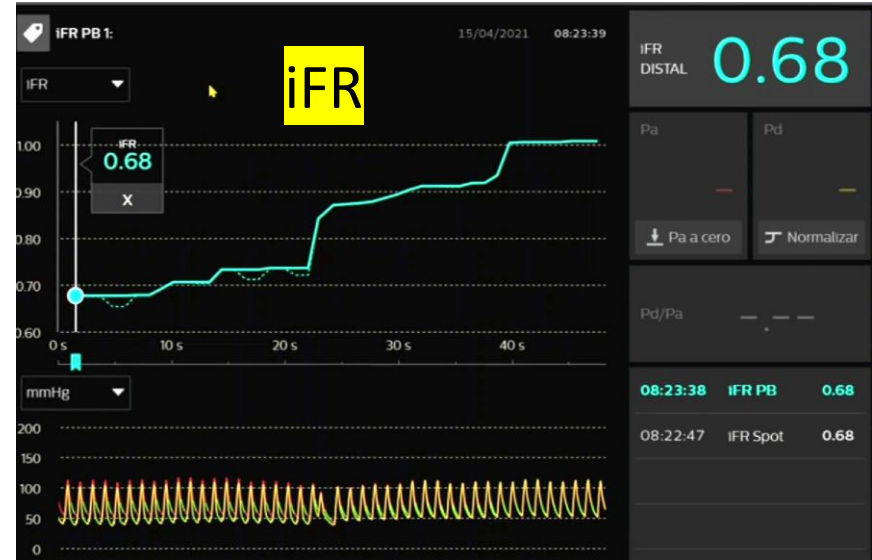 iFR PB 1:
15/04/2021 08:23:39
iFR
iFR
iFR
0.68
X
1.00
0.90
0.80
0.70
0.60
0 s 10 s 20 s 30 s 40 s
mmHg
200
150
100
50
0
iFR
DISTAL
0.68
Pa
Pd
Pa a cero
Normalizar
Pd/Pa
08:23:38 iFR PB 0.68
08:22:47 iFR Spot 0.68